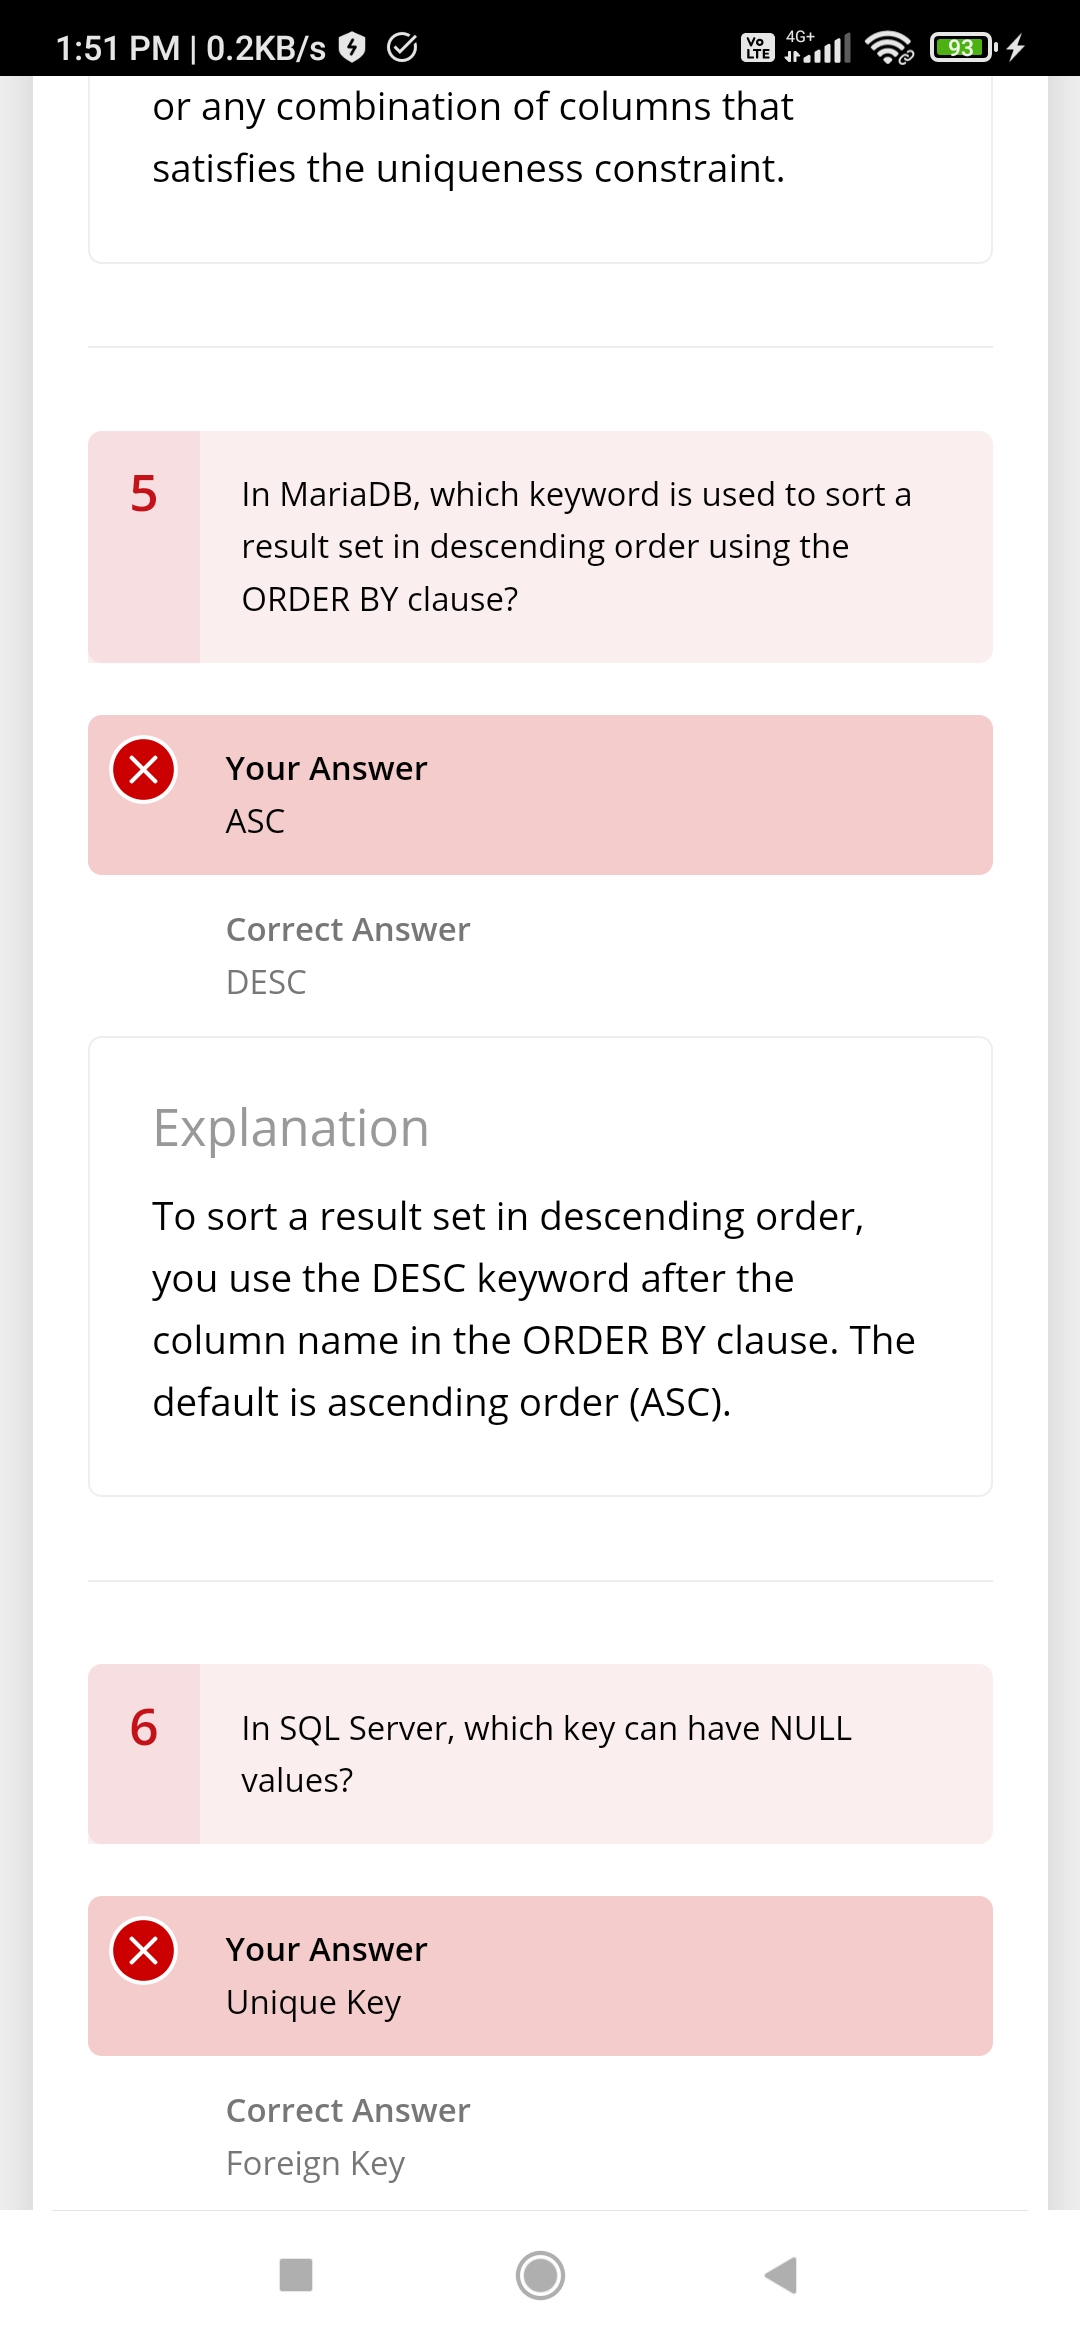 1:51 PM | 0.2KB/s
Vo LTE 4G+ 93
or any combination of columns that
satisfies the uniqueness constraint.
5
In MariaDB, which keyword is used to sort a
result set in descending order using the
ORDER BY clause?
Your Answer
ASC
Correct Answer
DESC
Explanation
To sort a result set in descending order,
you use the DESC keyword after the
column name in the ORDER BY clause. The
default is ascending order (ASC).
6
In SQL Server, which key can have NULL
values?
Your Answer
Unique Key
Correct Answer
Foreign Key